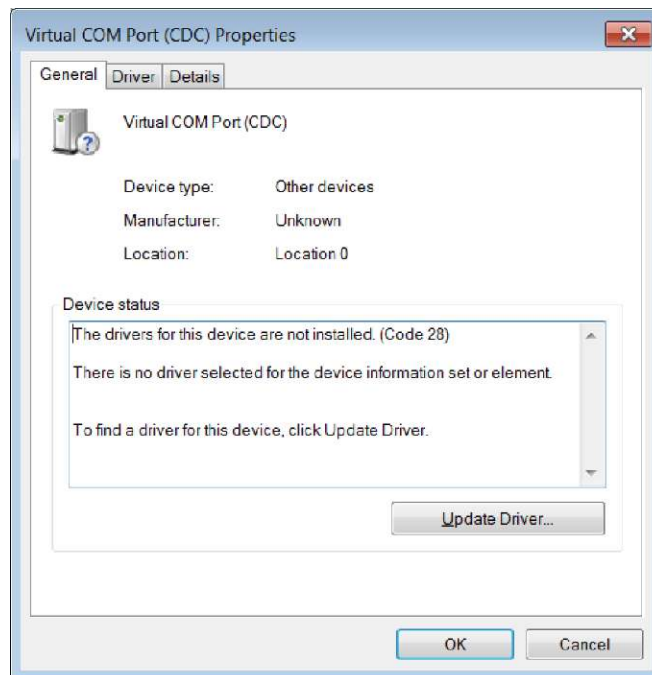 Virtual COM Port (CDC) Properties
General Driver Details
Virtual COM Port (CDC)
Device type: Other devices
Manufacturer: Unknown
Location: Location 0
Device status
The drivers for this device are not installed. (Code 28)
There is no driver selected for the device information set or element.
To find a driver for this device, click Update Driver.
Update Driver...
OK Cancel